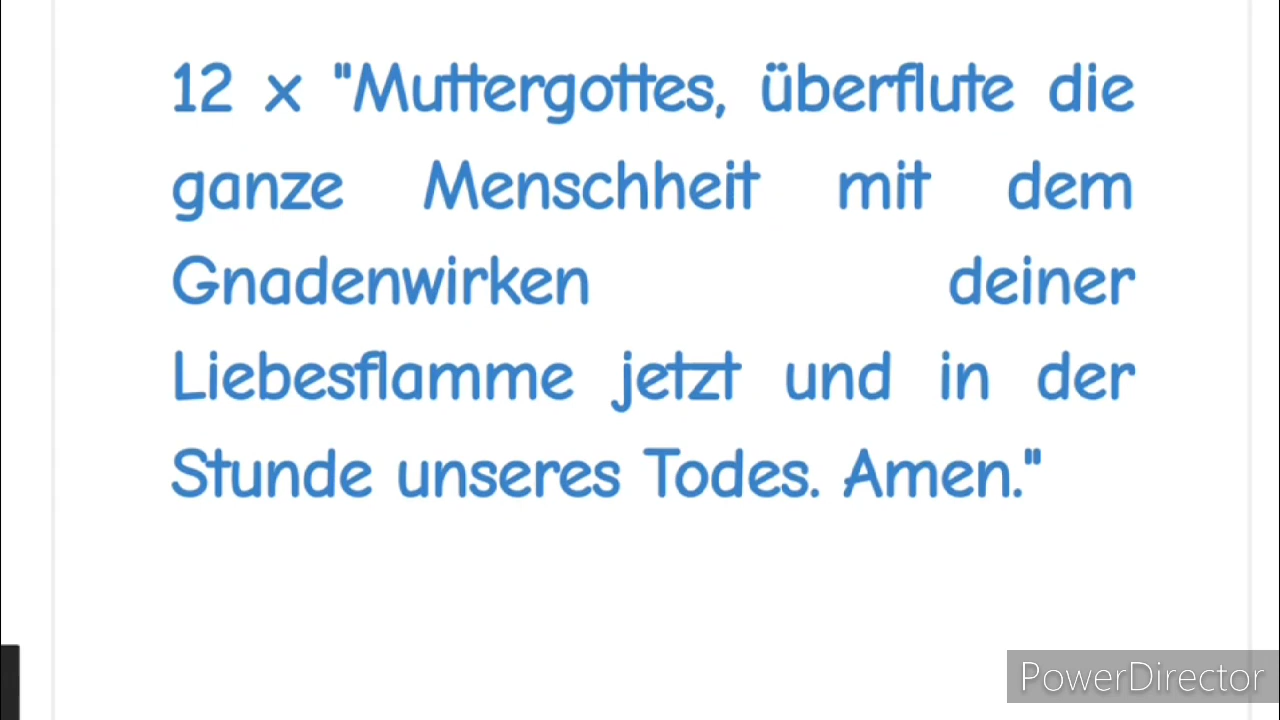 12 x "Muttergottes, überflute die
ganze Menschheit mit dem
Gnadenwirken deiner
Liebesflamme jetzt und in der
Stunde unseres Todes. Amen."
PowerDirector